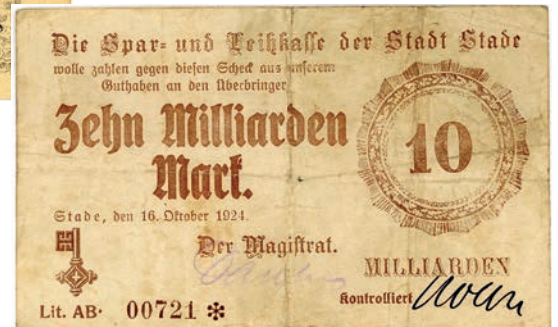 Die Spar= und Leihkasse der Stadt Stade
wolle zahlen gegen diesen Scheck aus unserem
Guthaben an den Überbringer
Zehn Milliarden
Mark.
10
Stade, den 16. Oktober 1924.
Der Magistrat.
MILLIARDEN
Lit. AB· 00721 *
Kontrolliert